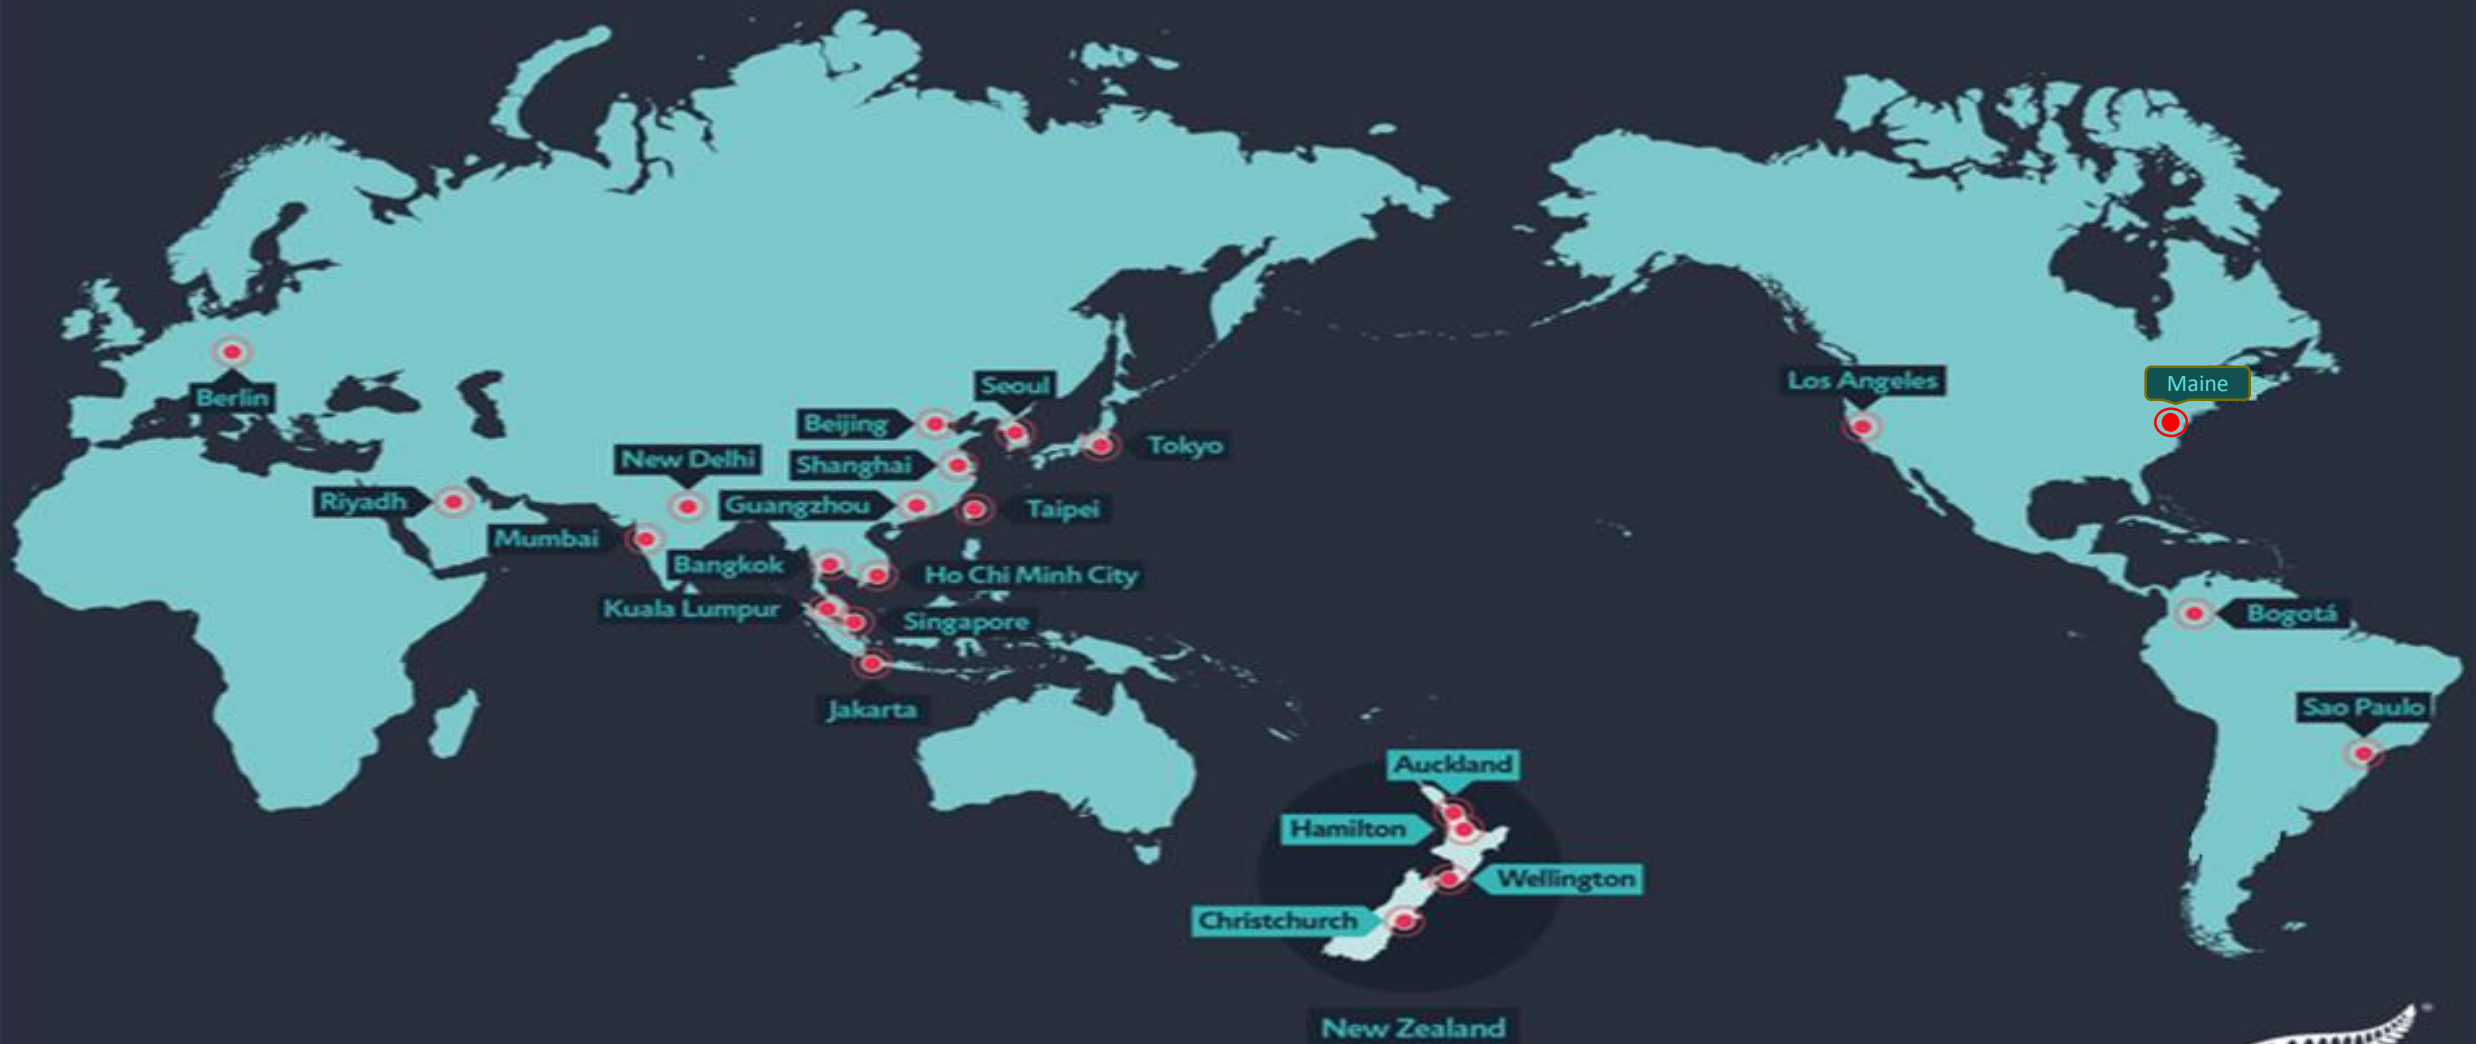 Los Angeles
Maine
Seoul
Berlin
Beijing
Tokyo
New Delhi
Shanghai
Riyadh
Guangzhou
Taipei
Mumbai
Bangkok
Ho Chi Minh City
Kuala Lumpur
Singapore
Bogotá
Jakarta
Sao Paulo
Auckland
Hamilton
Wellington
Christchurch
New Zealand